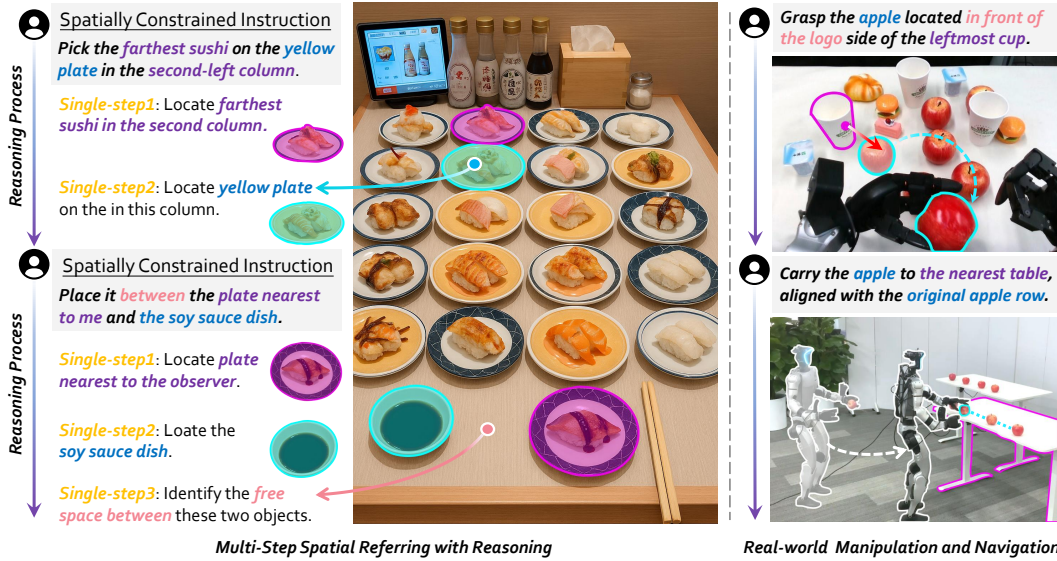 Spatially Constrained Instruction
Pick the farthest sushi on the yellow
plate in the second-left column.
Single-step1: Locate farthest
sushi in the second column.
Single-step2: Locate yellow plate
on the in this column.
Reasoning Process
Spatially Constrained Instruction
Place it between the plate nearest
to me and the soy sauce dish.
Single-step1: Locate plate
nearest to the observer.
Single-step2: Loate the
soy sauce dish.
Single-step3: Identify the free
space between these two objects.
Reasoning Process
Multi-Step Spatial Referring with Reasoning
Grasp the apple located in front of
the logo side of the leftmost cup.
Carry the apple to the nearest table,
aligned with the original apple row.
Real-world Manipulation and Navigation